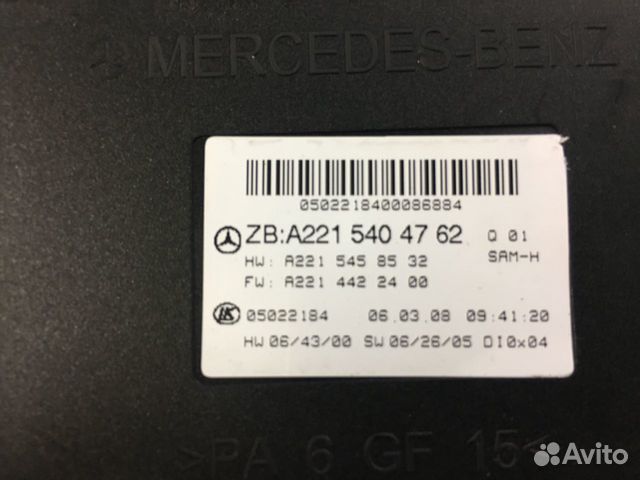 MERCEDES-BENZ
0502218400086884
ZB:A221 540 47 62 Q 01
HW: A221 545 85 32 SAM-H
FW: A221 442 24 00
LK 05022184 06.03.08 09:41:20
HW 06/43/00 SW 06/26/05 DI0x04
>PA 6 GF 15<
Avito